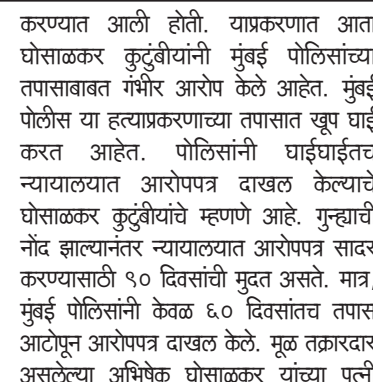 करण्यात आली होती. याप्रकरणात आता
घोसाळकर कुटुंबीयांनी मुंबई पोलिसांच्या
तपासाबाबत गंभीर आरोप केले आहेत. मुंबई
पोलीस या हत्याप्रकरणाच्या तपासात खूप घाई
करत आहेत. पोलिसांनी घाईघाईतच
न्यायालयात आरोपपत्र दाखल केल्याचे
घोसाळकर कुटुंबीयांचे म्हणणे आहे. गुन्ह्याची
नोंद झाल्यानंतर न्यायालयात आरोपपत्र सादर
करण्यासाठी ९० दिवसांची मुदत असते. मात्र,
मुंबई पोलिसांनी केवळ ६० दिवसांतच तपास
आटोपून आरोपपत्र दाखल केले. मूळ तक्रारदार
असलेल्या अभिषेक घोसाळकर यांच्या पत्नी